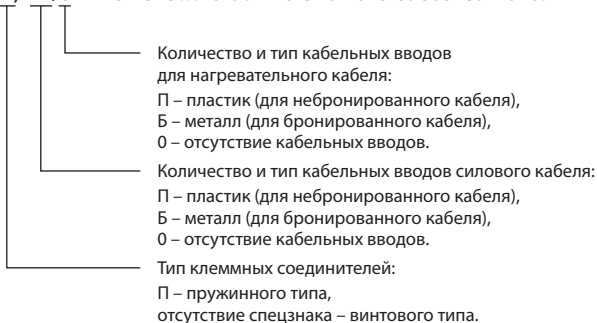 Количество и тип кабельных вводов
для нагревательного кабеля:
П – пластик (для небронированного кабеля),
Б – металл (для бронированного кабеля),
0 – отсутствие кабельных вводов.
Количество и тип кабельных вводов силового кабеля:
П – пластик (для небронированного кабеля),
Б – металл (для бронированного кабеля),
0 – отсутствие кабельных вводов.
Тип клеммных соединителей:
П – пружинного типа,
отсутствие спецзнака – винтового типа.